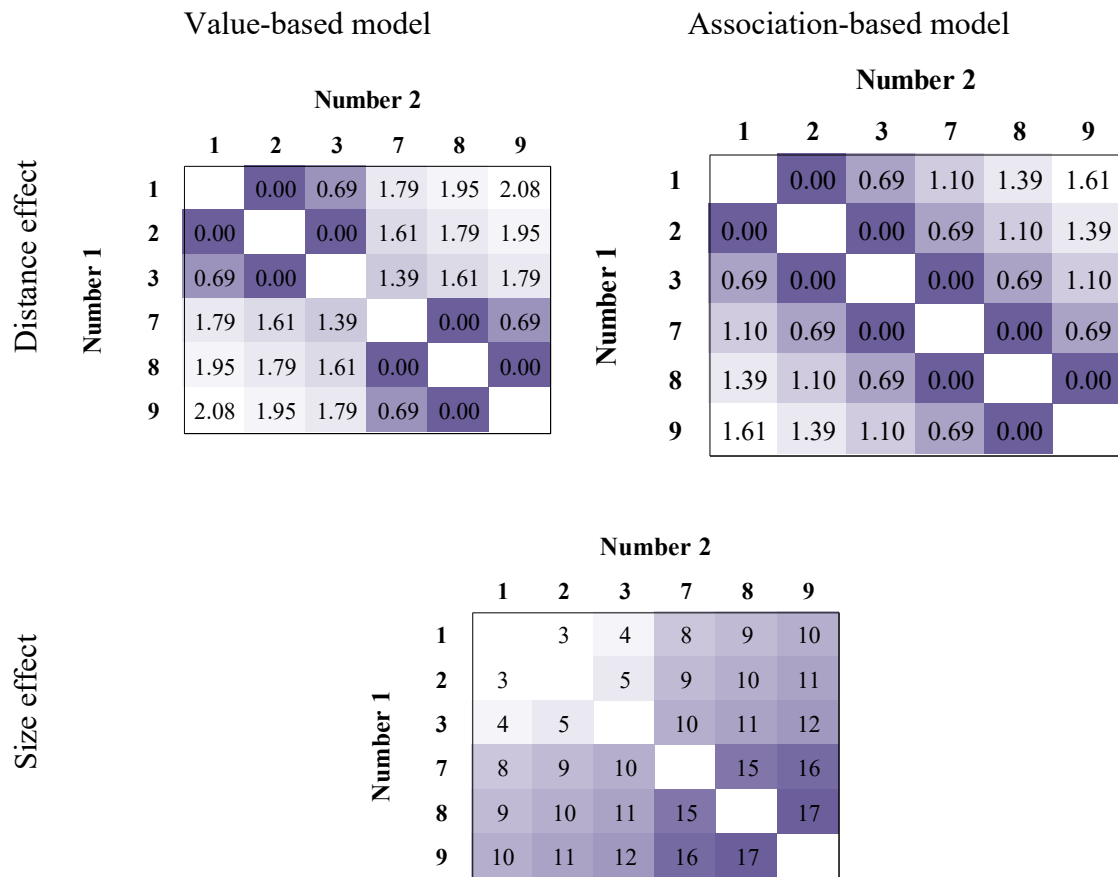 Value-based model
Association-based model
Distance effect
Number 2
1 2 3 7 8 9
Number 1
1 0.00 0.69 1.79 1.95 2.08
2 0.00 0.00 1.61 1.79 1.95
3 0.69 0.00 1.39 1.61 1.79
7 1.79 1.61 1.39 0.00 0.69
8 1.95 1.79 1.61 0.00 0.00
9 2.08 1.95 1.79 0.69 0.00
Number 2
1 2 3 7 8 9
Number 1
1 0.00 0.69 1.10 1.39 1.61
2 0.00 0.00 0.69 1.10 1.39
3 0.69 0.00 0.00 0.69 1.10
7 1.10 0.69 0.00 0.00 0.69
8 1.39 1.10 0.69 0.00 0.00
9 1.61 1.39 1.10 0.69 0.00
Size effect
Number 2
1 2 3 7 8 9
Number 1
1 3 4 8 9 10
2 3 5 9 10 11
3 4 5 10 11 12
7 8 9 10 15 16
8 9 10 11 15 17
9 10 11 12 16 17